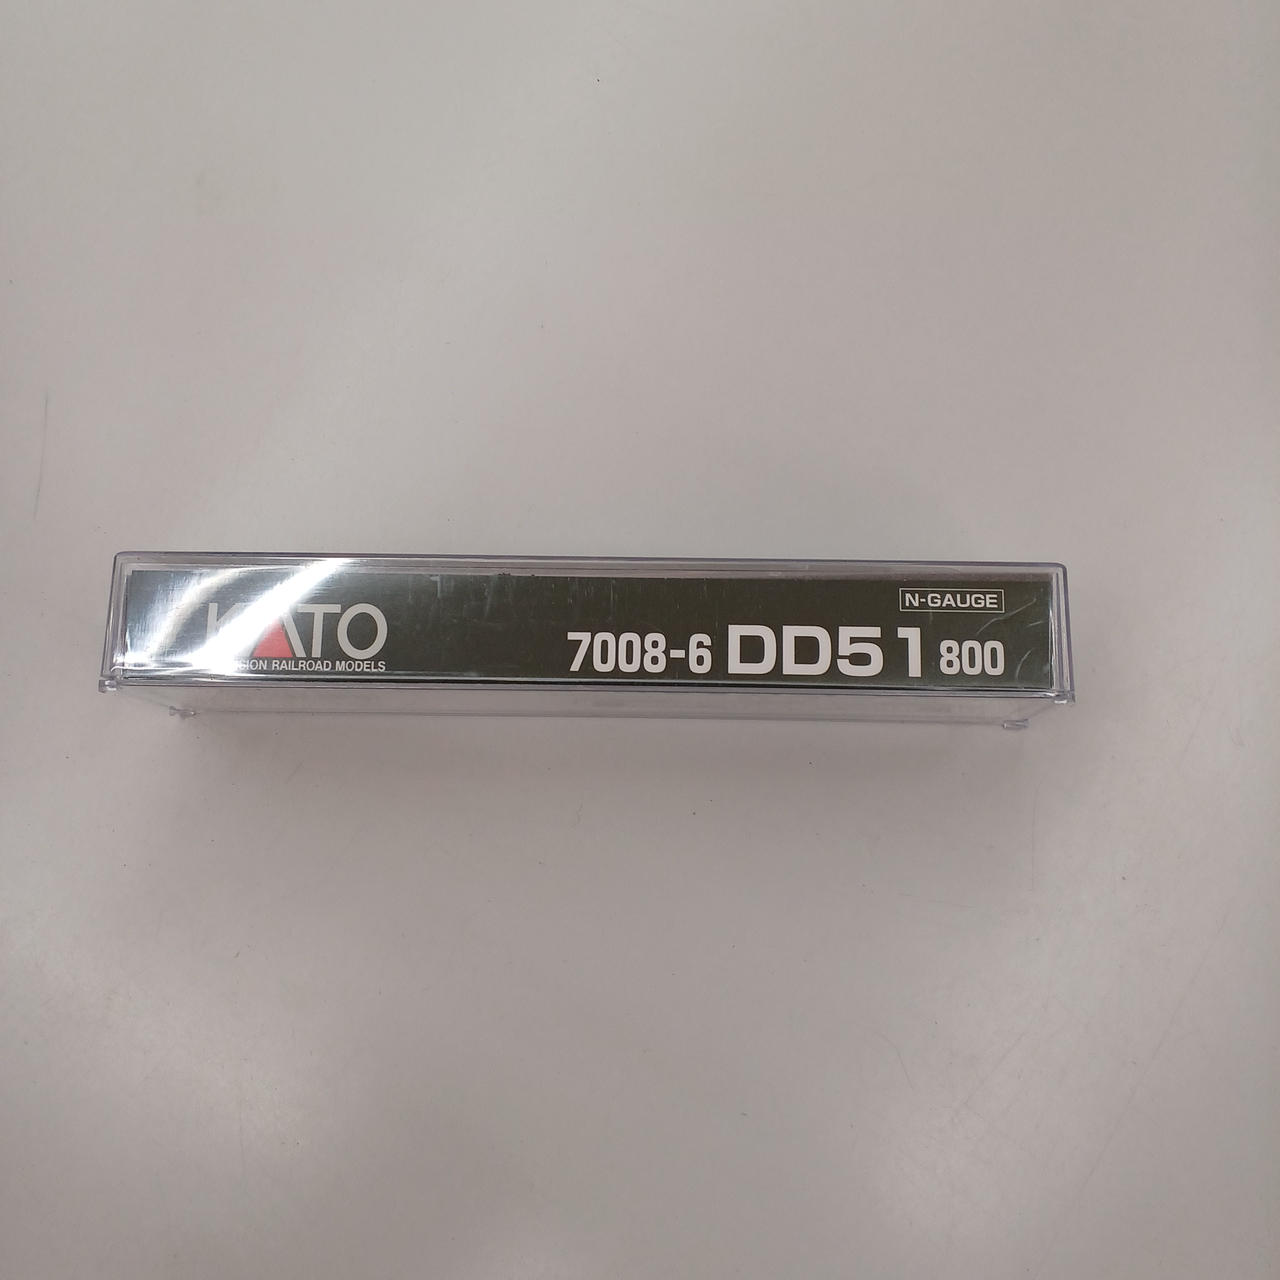 KATO
RAILROAD MODELS
N-GAUGE
7008-6 DD51 800